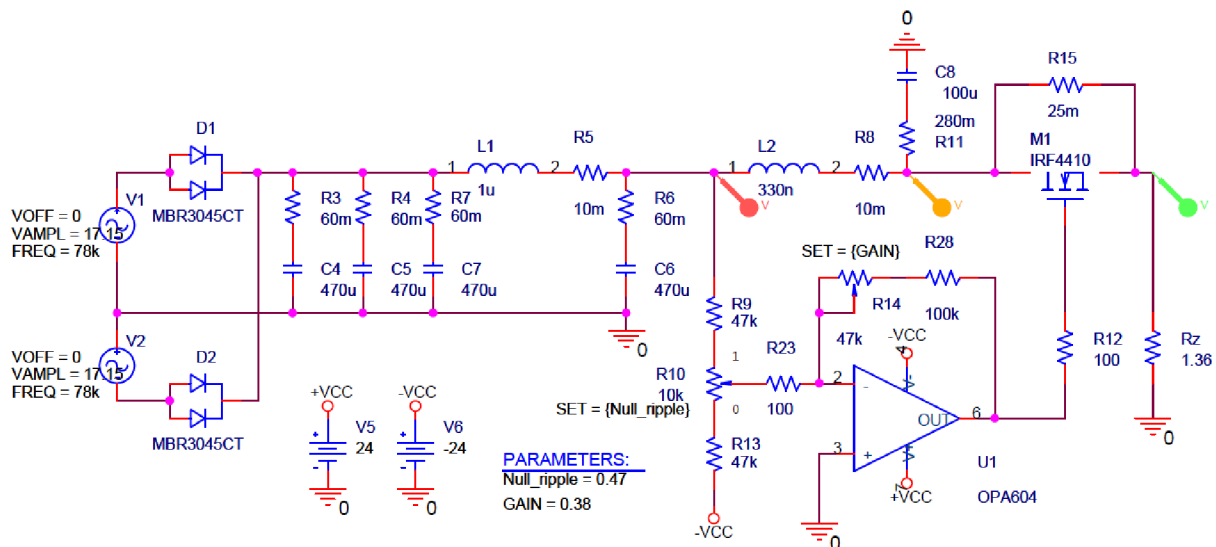 0
C8
100u
280m
R11
R15
25m
M1
IRF4410
D1
MBR3045CT
V1
VOFF = 0
VAMPL = 17.15
FREQ = 78k
R3
60m
R4
60m
R7
60m
C4
470u
C5
470u
C7
470u
1
L1
1u
2
R5
10m
R6
60m
C6
470u
0
1
L2
330n
2
R8
10m
V
V
V
SET = {GAIN}
R14
47k
R28
100k
R9
47k
1
R10
10k
0
SET = {Null_ripple}
R13
47k
-VCC
R23
100
-VCC
4
V-
2
-
3
+
OUT
6
V+
7
+VCC
U1
OPA604
0
R12
100
Rz
1.36
0
V2
VOFF = 0
VAMPL = 17.15
FREQ = 78k
D2
MBR3045CT
+VCC
V5
24
+
-
0
-VCC
V6
-24
+
-
0
PARAMETERS:
Null_ripple = 0.47
GAIN = 0.38